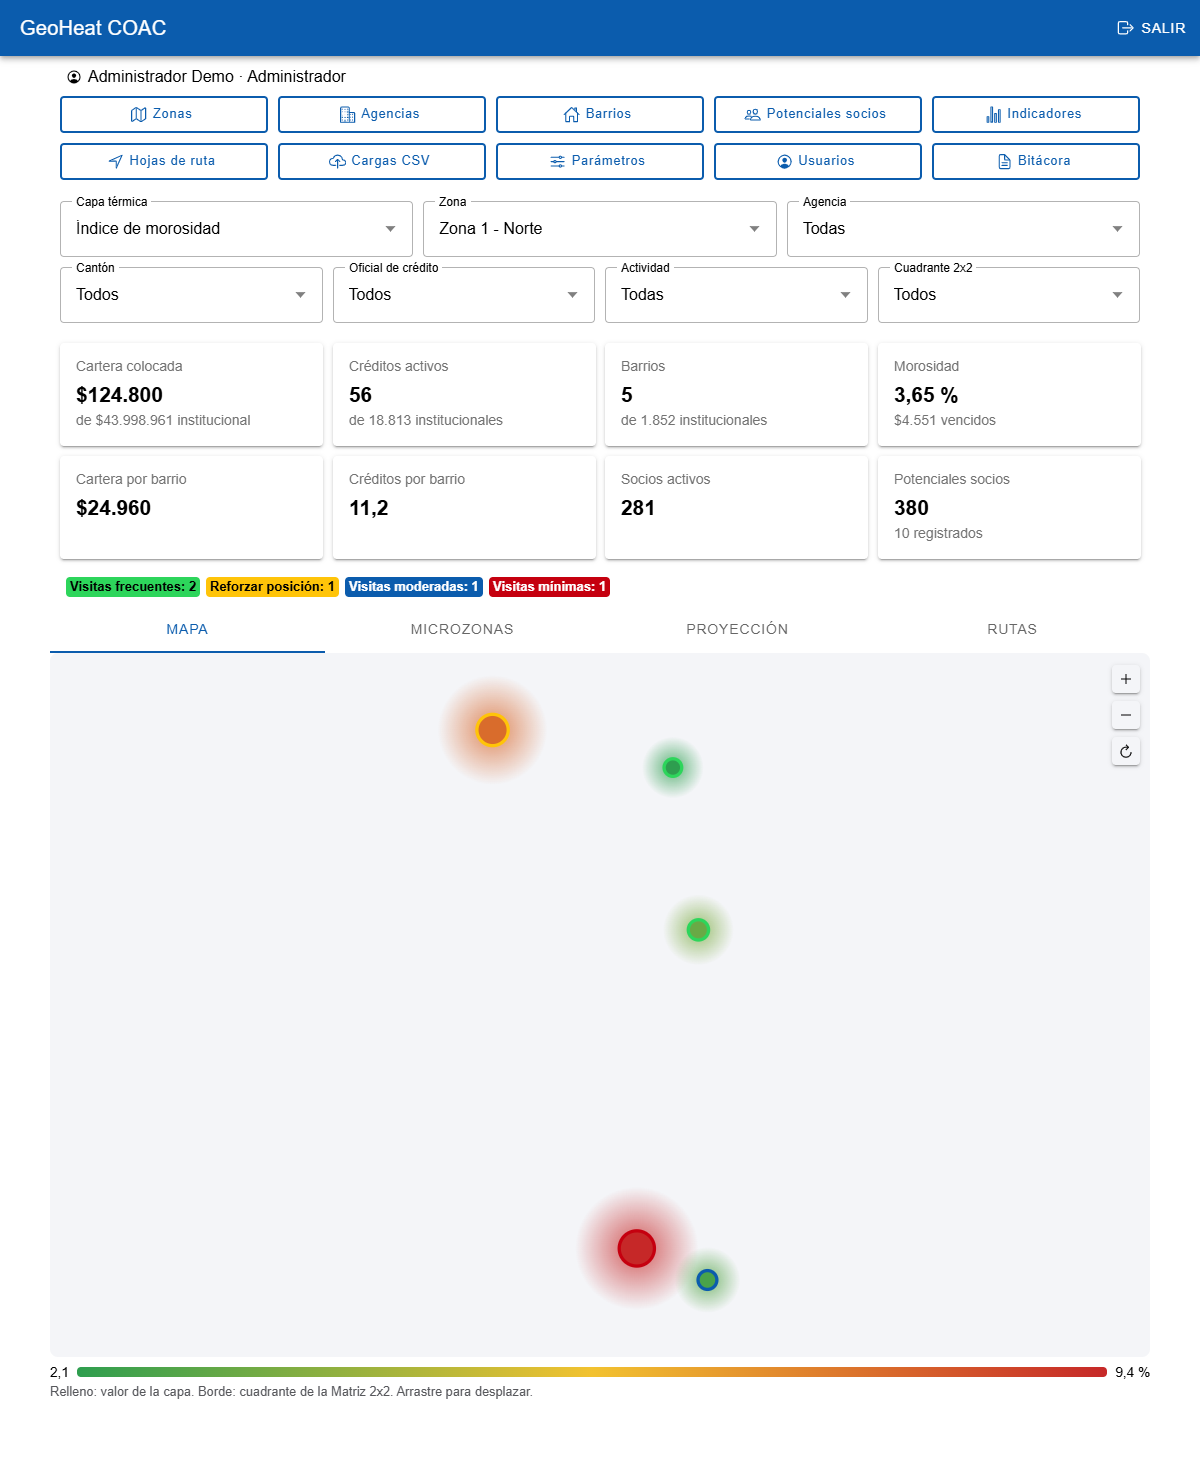 GeoHeat COAC
SALIR
Administrador Demo · Administrador
Zonas
Agencias
Barrios
Potenciales socios
Indicadores
Hojas de ruta
Cargas CSV
Parámetros
Usuarios
Bitácora
Capa térmica
Índice de morosidad
Zona
Zona 1 - Norte
Agencia
Todas
Cantón
Todos
Oficial de crédito
Todos
Actividad
Todas
Cuadrante 2x2
Todos
Cartera colocada
$124.800
de $43.998.961 institucional
Créditos activos
56
de 18.813 institucionales
Barrios
5
de 1.852 institucionales
Morosidad
3,65 %
$4.551 vencidos
Cartera por barrio
$24.960
Créditos por barrio
11,2
Socios activos
281
Potenciales socios
380
10 registrados
Visitas frecuentes: 2
Reforzar posición: 1
Visitas moderadas: 1
Visitas mínimas: 1
MAPA
MICROZONAS
PROYECCIÓN
RUTAS
2,1
9,4 %
Relleno: valor de la capa. Borde: cuadrante de la Matriz 2x2. Arrastre para desplazar.